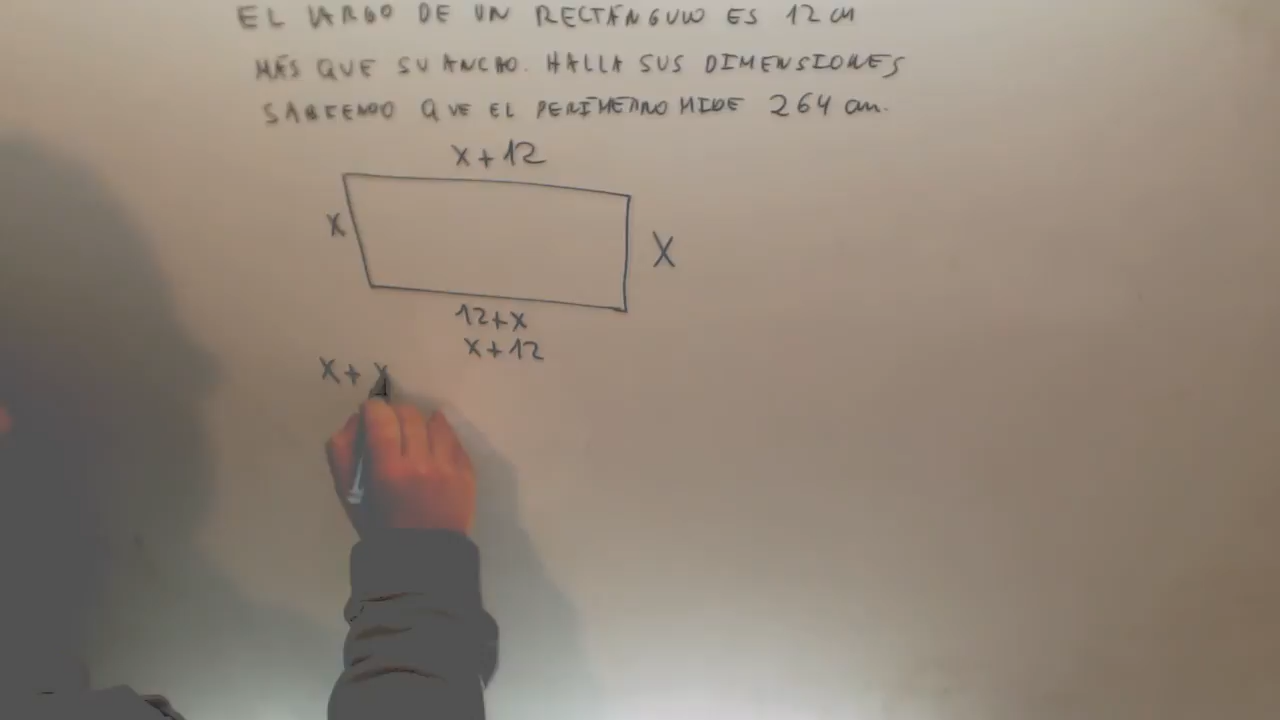 EL LARGO DE UN RECTÁNGULO ES 12 cm
MÁS QUE SU ANCHO. HALLA SUS DIMENSIONES
SABIENDO QUE EL PERÍMETRO MIDE 264 cm.
x + 12
x
x
12 + x
x + 12
x + x